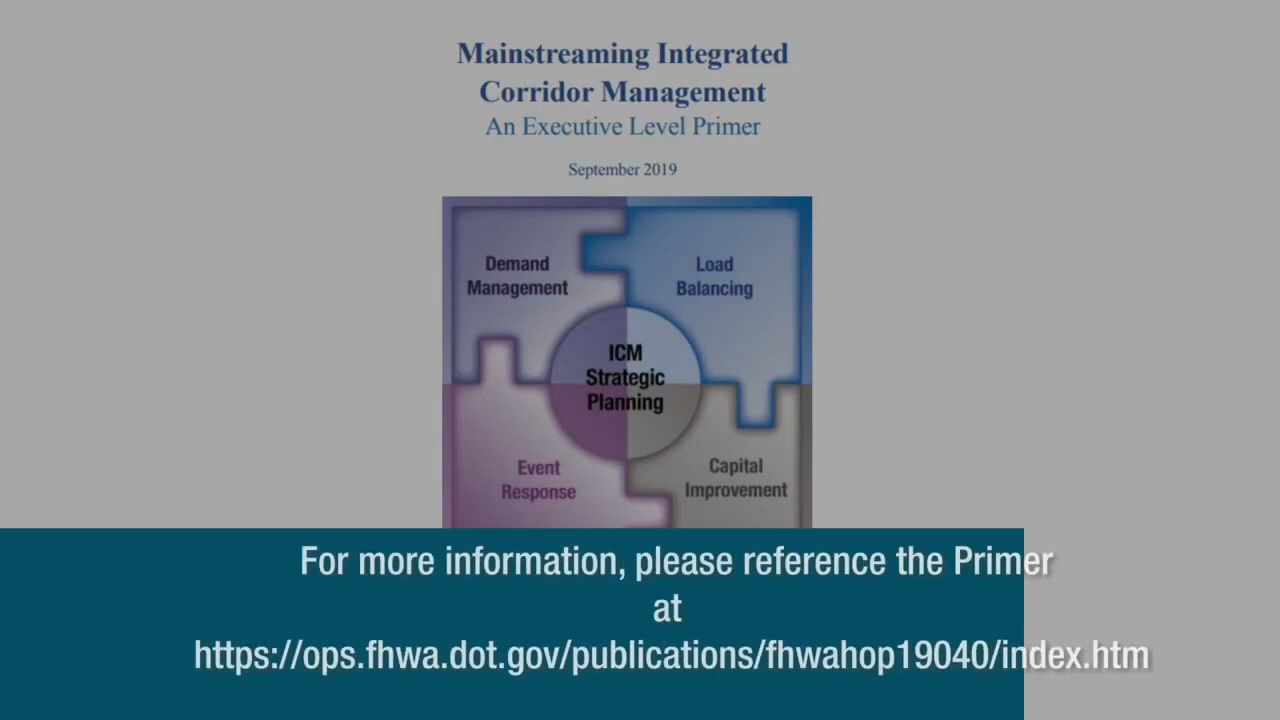 Mainstreaming Integrated
Corridor Management
An Executive Level Primer
September 2019
Demand
Management
Load
Balancing
ICM
Strategic
Planning
Event
Response
Capital
Improvement
For more information, please reference the Primer
at
https://ops.fhwa.dot.gov/publications/fhwahop19040/index.htm